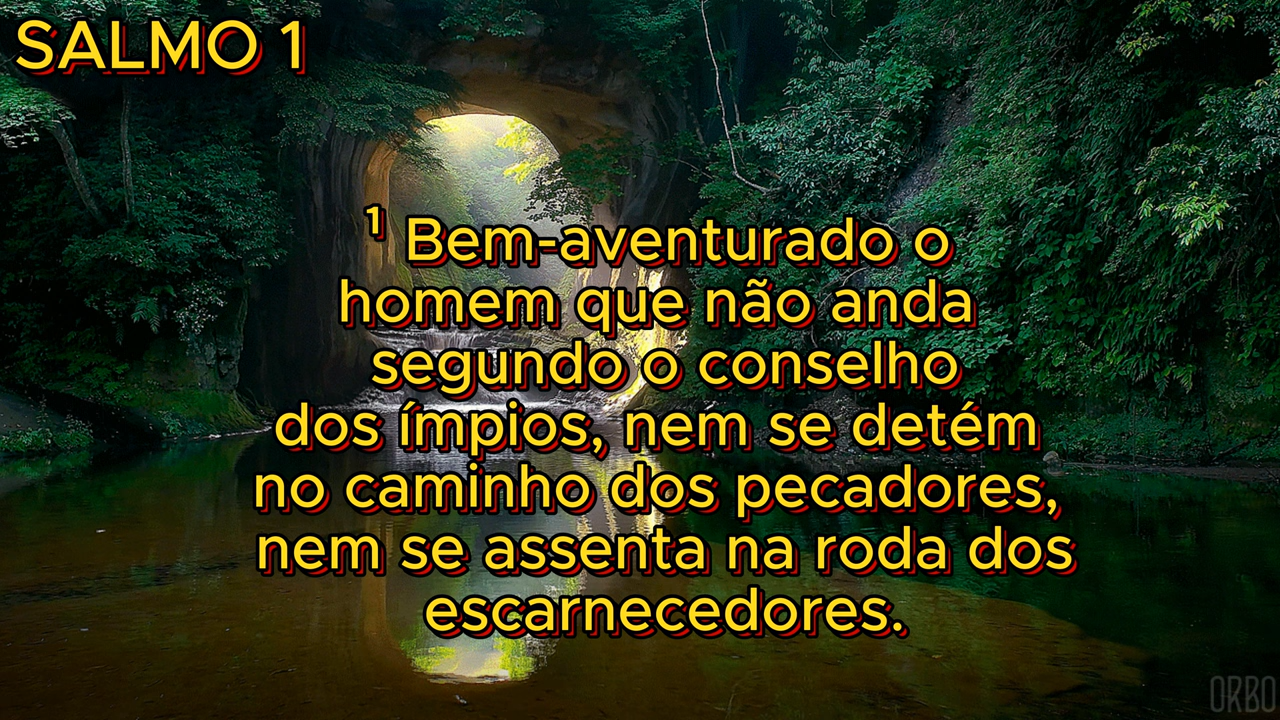 SALMO 1
¹ Bem-aventurado o
homem que não anda
segundo o conselho
dos ímpios, nem se detém
no caminho dos pecadores,
nem se assenta na roda dos
escarnecedores.
ORBO